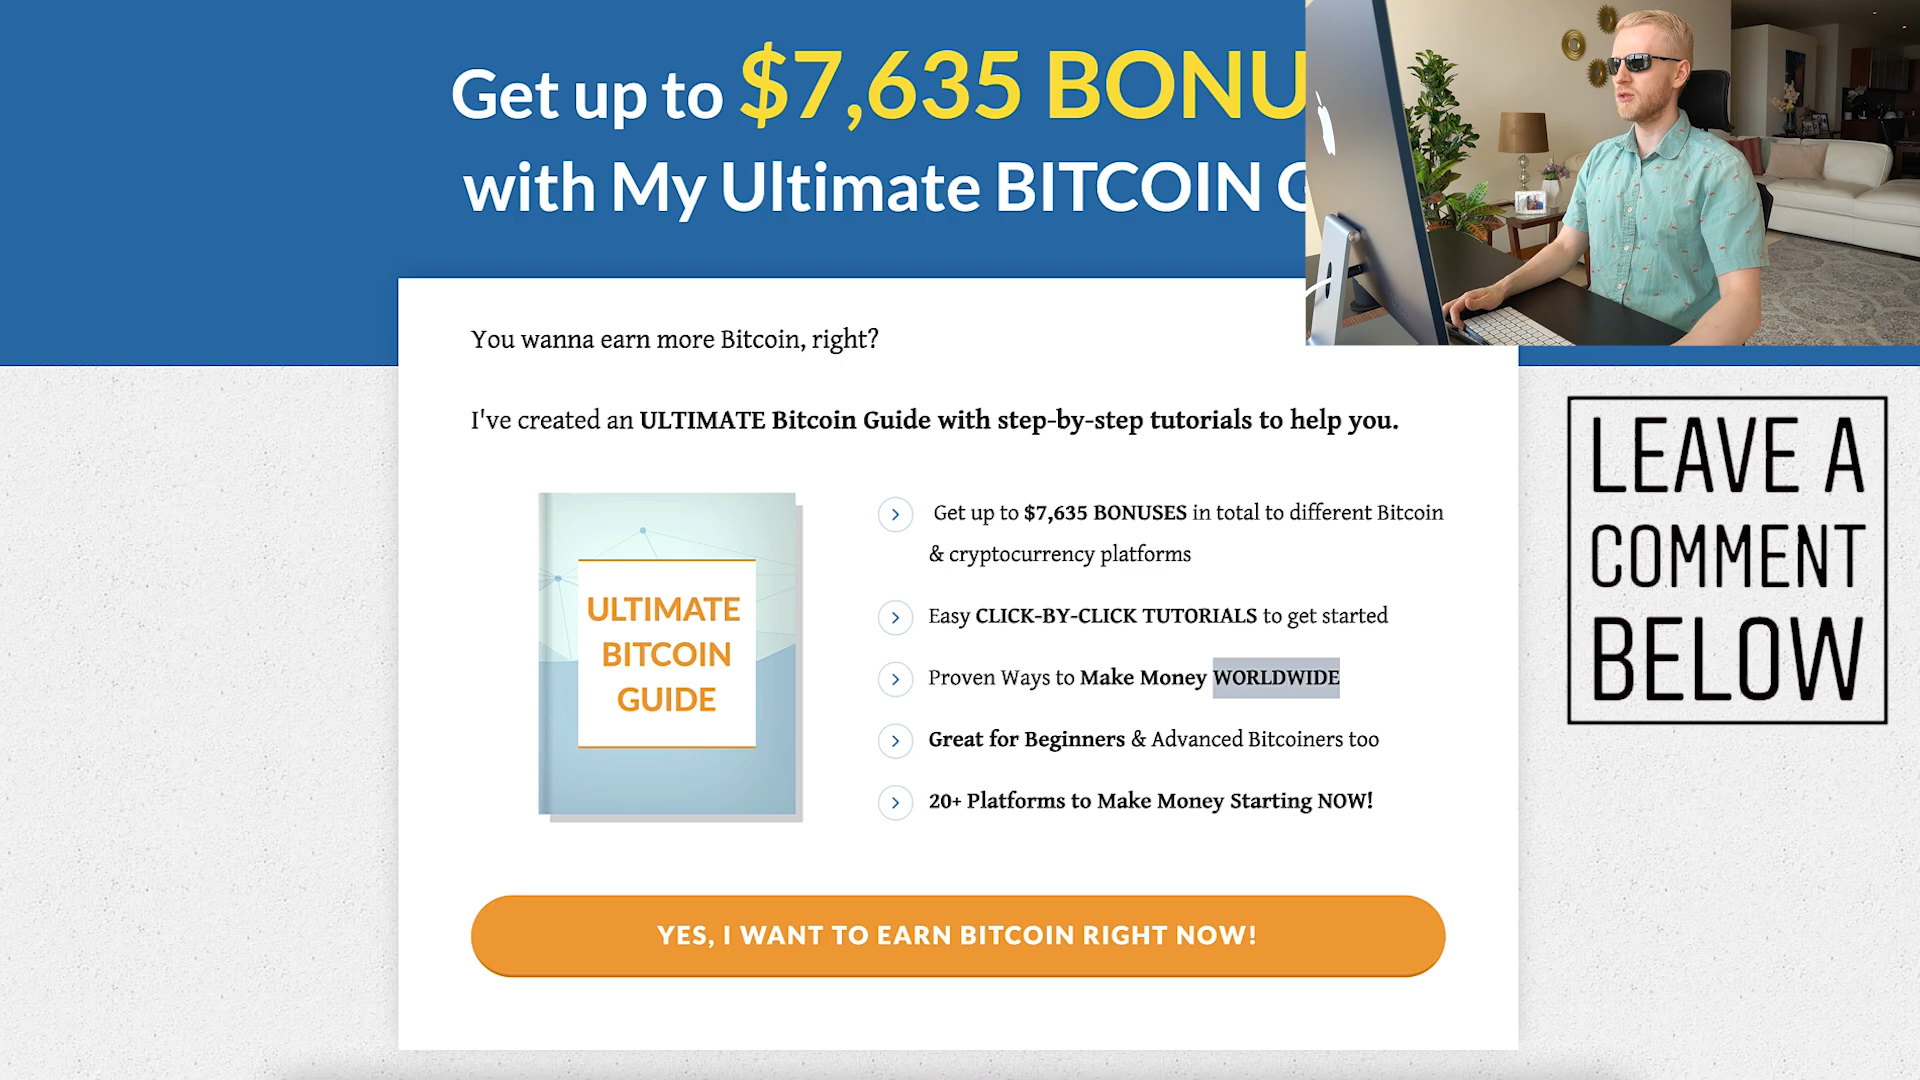 Get up to $7,635 BONU
with My Ultimate BITCOIN G
You wanna earn more Bitcoin, right?
I've created an ULTIMATE Bitcoin Guide with step-by-step tutorials to help you.
ULTIMATE
BITCOIN
GUIDE
Get up to $7,635 BONUSES in total to different Bitcoin
& cryptocurrency platforms
Easy CLICK-BY-CLICK TUTORIALS to get started
Proven Ways to Make Money WORLDWIDE
Great for Beginners & Advanced Bitcoiners too
20+ Platforms to Make Money Starting NOW!
YES, I WANT TO EARN BITCOIN RIGHT NOW!
LEAVE A
COMMENT
BELOW